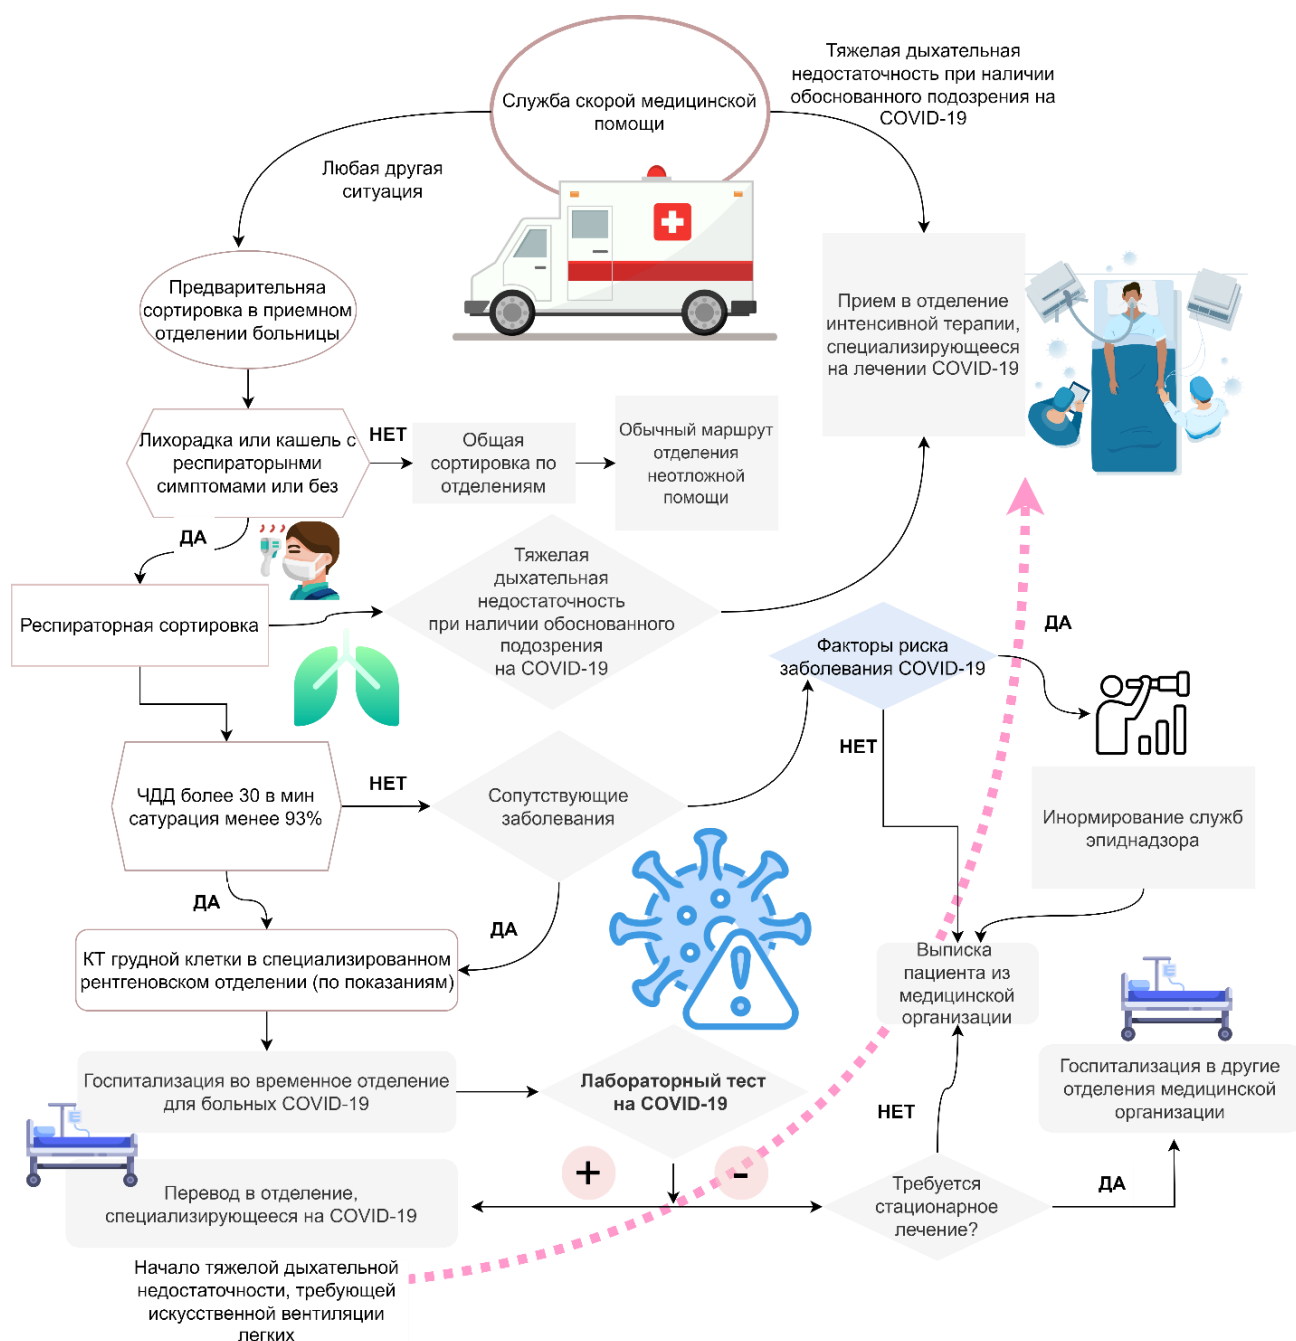 Тяжелая дыхательная
недостаточность при наличии
обоснованного подозрения на
COVID-19
Служба скорой медицинской
помощи
Любая другая
ситуация
Предварительняа
сортировка в приемном
отделении больницы
Прием в отделение
интенсивной терапии,
специализирующееся
на лечении COVID-19
Лихорадка или кашель с
респираторынми
симптомами или без
НЕТ
Общая
сортировка по
отделениям
Обычный маршрут
отделения
неотложной
помощи
ДА
Респираторная сортировка
Тяжелая
дыхательная
недостаточность
при наличии обоснованного
подозрения
на COVID-19
Факторы риска
заболевания COVID-19
ДА
НЕТ
ЧДД более 30 в мин
сатурация менее 93%
НЕТ
Сопутствующие
заболевания
Инормирование служб
эпиднадзора
ДА
ДА
КТ грудной клетки в специализированном
рентгеновском отделении (по показаниям)
Выписка
пациента из
медицинской
организации
Госпитализация во временное отделение
для больных COVID-19
Лабораторный тест
на COVID-19
Госпитализация в другие
отделения медицинской
организации
НЕТ
+
-
Перевод в отделение,
специализирующееся на COVID-19
Требуется
стационарное
лечение?
ДА
Начало тяжелой дыхательной
недостаточности, требующей
искусственной вентиляции
легких